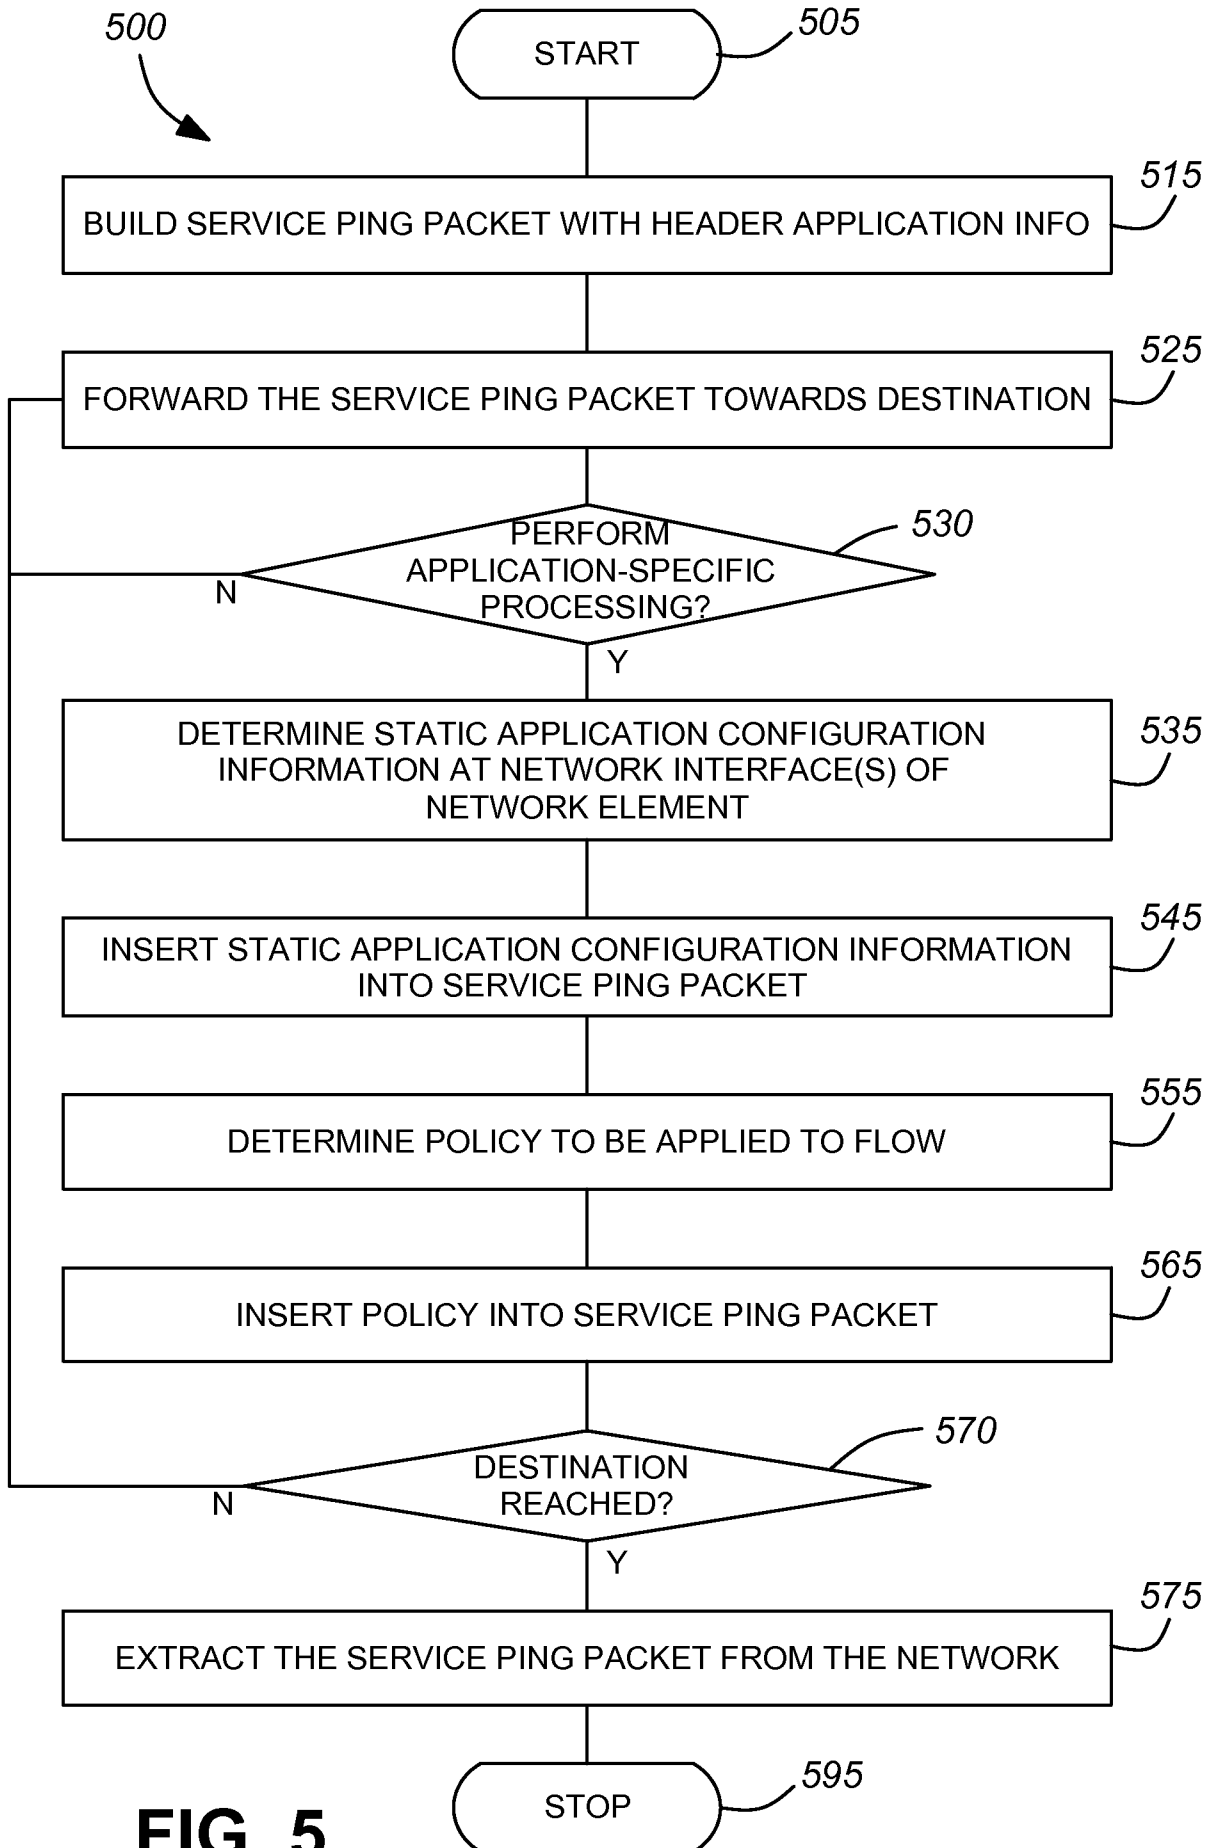 500
START
505
515
BUILD SERVICE PING PACKET WITH HEADER APPLICATION INFO
525
FORWARD THE SERVICE PING PACKET TOWARDS DESTINATION
530
PERFORM
APPLICATION-SPECIFIC
PROCESSING?
N
Y
535
DETERMINE STATIC APPLICATION CONFIGURATION
INFORMATION AT NETWORK INTERFACE(S) OF
NETWORK ELEMENT
545
INSERT STATIC APPLICATION CONFIGURATION INFORMATION
INTO SERVICE PING PACKET
555
DETERMINE POLICY TO BE APPLIED TO FLOW
565
INSERT POLICY INTO SERVICE PING PACKET
570
DESTINATION
REACHED?
N
Y
575
EXTRACT THE SERVICE PING PACKET FROM THE NETWORK
595
STOP
FIG. 5